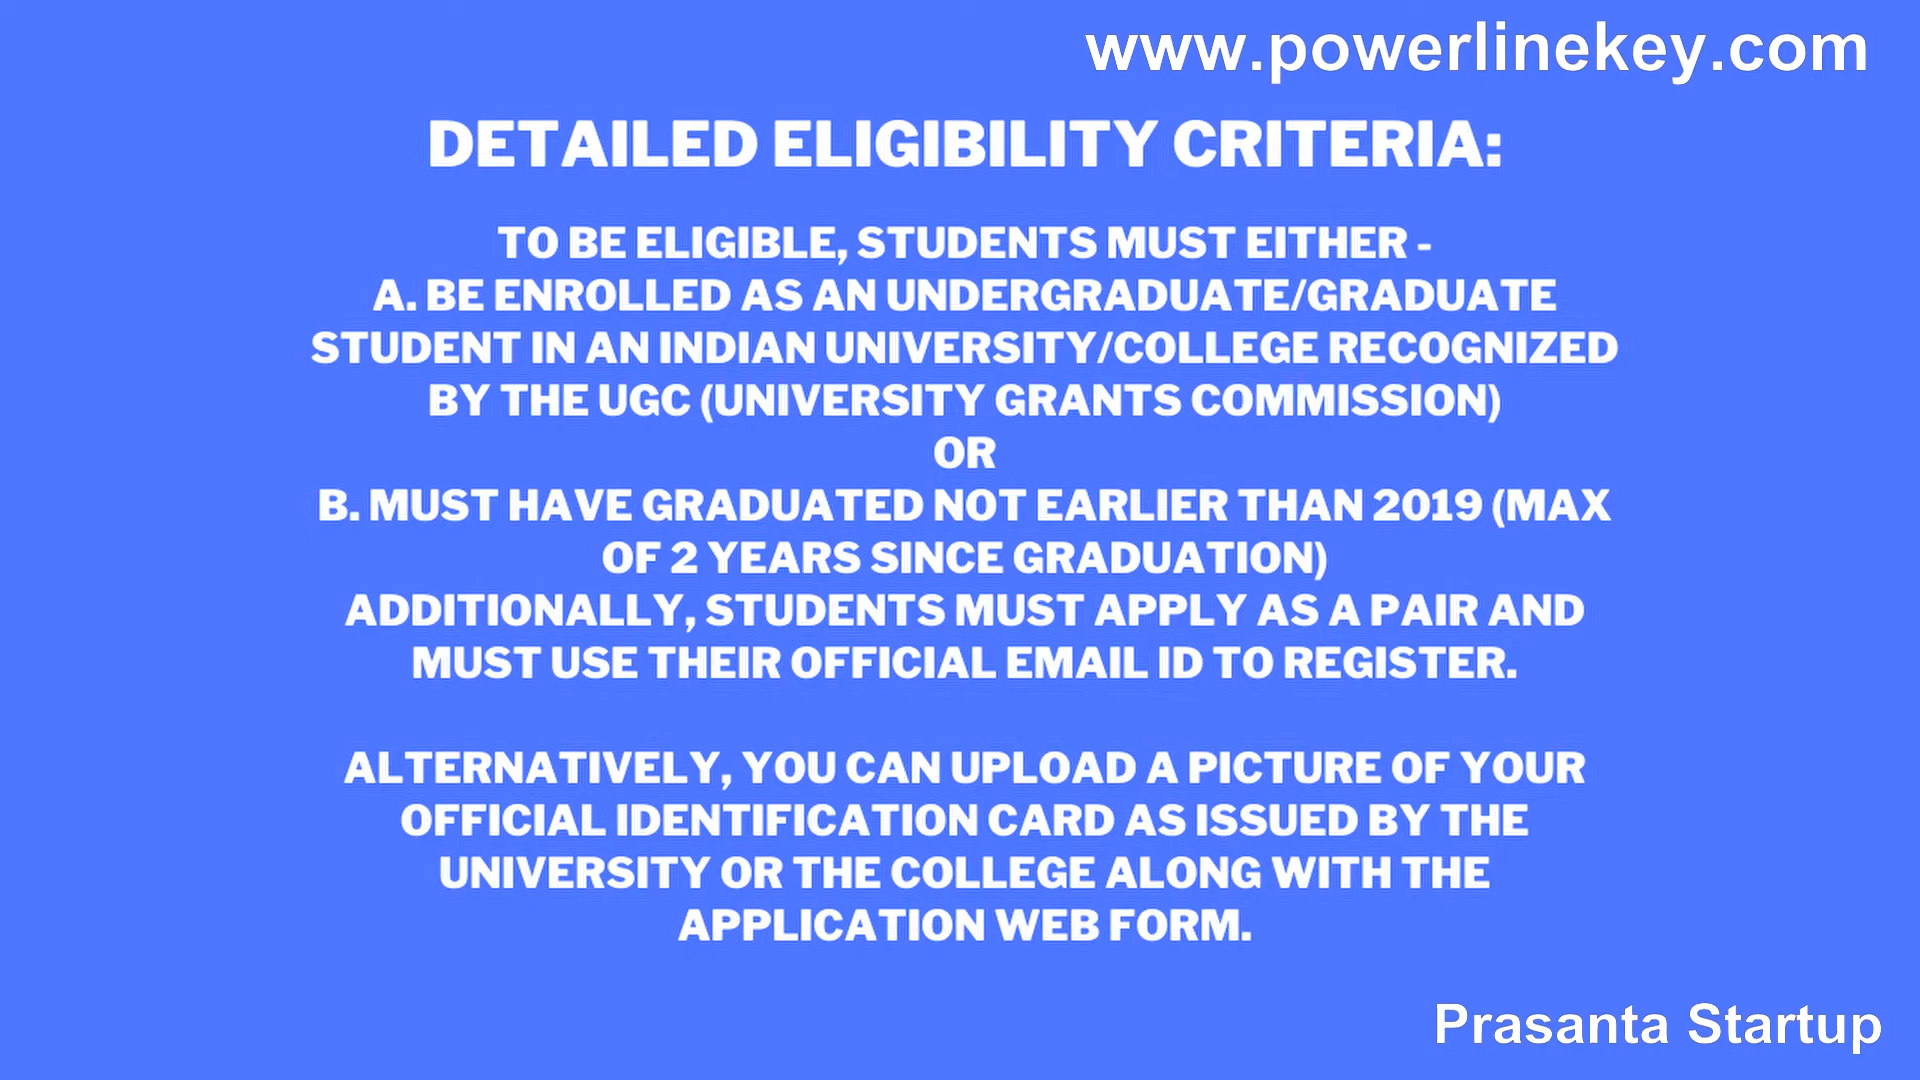 www.powerlinekey.com
DETAILED ELIGIBILITY CRITERIA:
TO BE ELIGIBLE, STUDENTS MUST EITHER -
A. BE ENROLLED AS AN UNDERGRADUATE/GRADUATE
STUDENT IN AN INDIAN UNIVERSITY/COLLEGE RECOGNIZED
BY THE UGC (UNIVERSITY GRANTS COMMISSION)
OR
B. MUST HAVE GRADUATED NOT EARLIER THAN 2019 (MAX
OF 2 YEARS SINCE GRADUATION)
ADDITIONALLY, STUDENTS MUST APPLY AS A PAIR AND
MUST USE THEIR OFFICIAL EMAIL ID TO REGISTER.
ALTERNATIVELY, YOU CAN UPLOAD A PICTURE OF YOUR
OFFICIAL IDENTIFICATION CARD AS ISSUED BY THE
UNIVERSITY OR THE COLLEGE ALONG WITH THE
APPLICATION WEB FORM.
Prasanta Startup